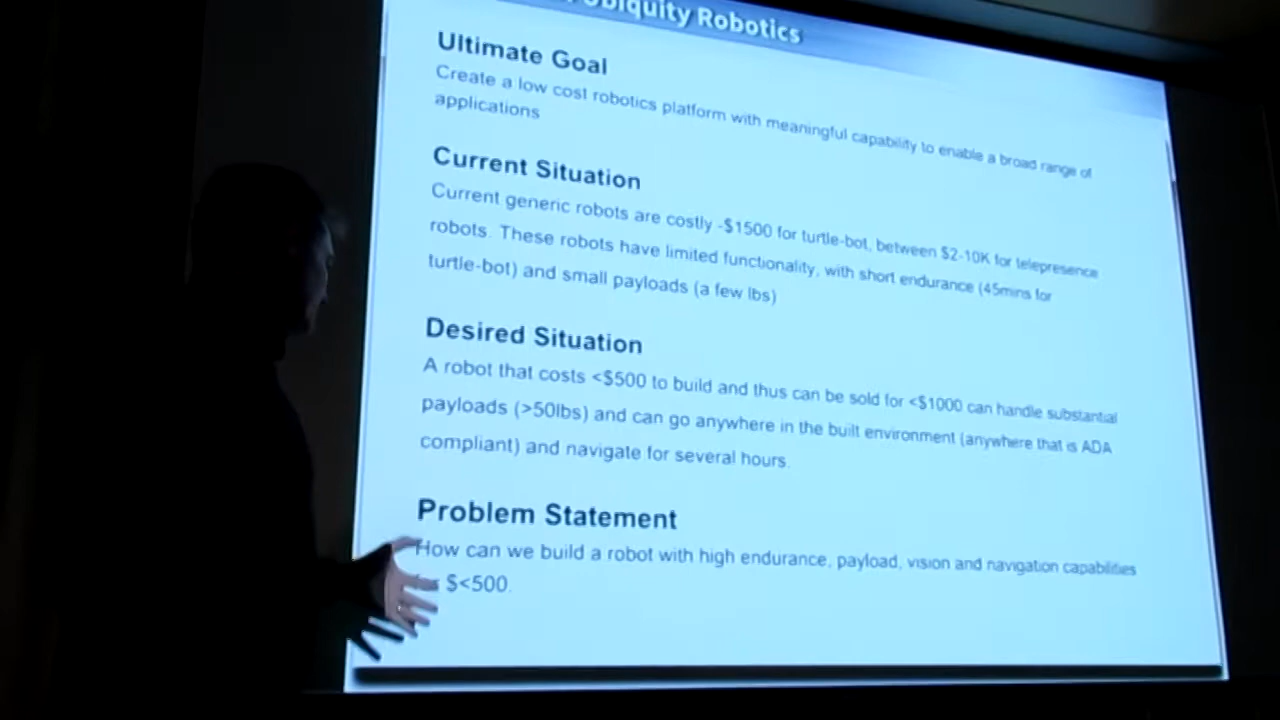 Ubiquity Robotics
Ultimate Goal
Create a low cost robotics platform with meaningful capability to enable a broad range of
applications
Current Situation
Current generic robots are costly -$1500 for turtle-bot, between $2-10K for telepresence
robots. These robots have limited functionality, with short endurance (45mins for
turtle-bot) and small payloads (a few lbs)
Desired Situation
A robot that costs <$500 to build and thus can be sold for <$1000 can handle substantial
payloads (>50lbs) and can go anywhere in the built environment (anywhere that is ADA
compliant) and navigate for several hours.
Problem Statement
How can we build a robot with high endurance, payload, vision and navigation capabilities
for $<500.